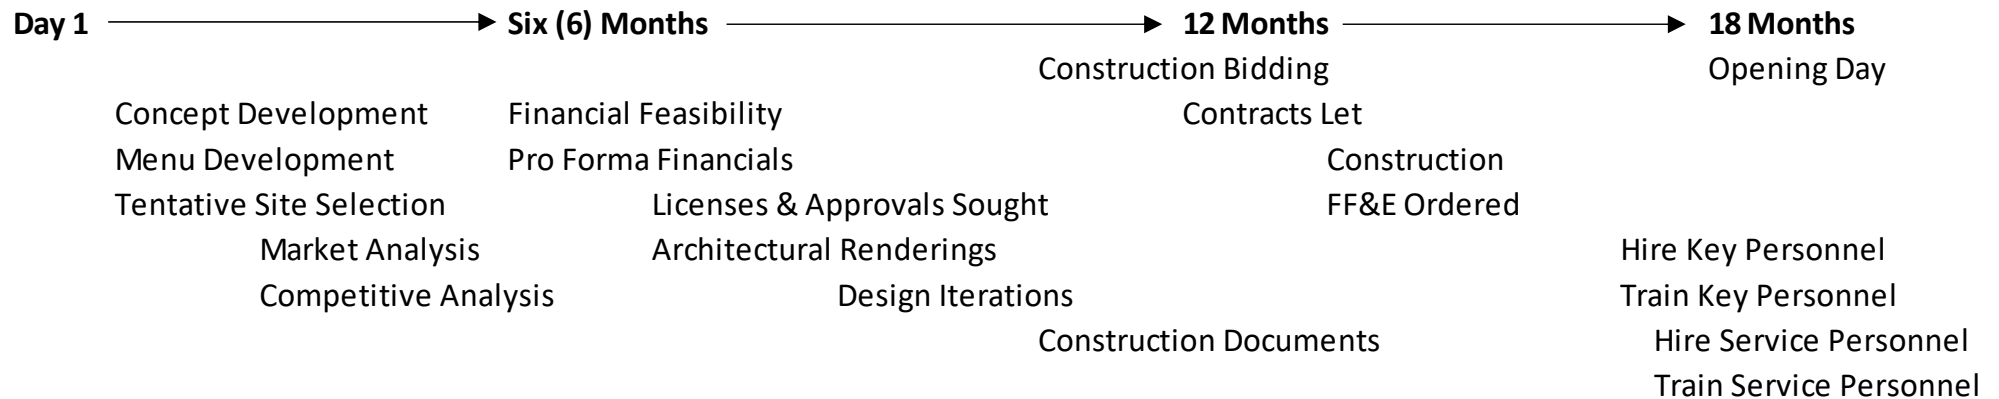 Day 1 Six (6) Months 12 Months 18 Months
Construction Bidding Opening Day
Concept Development Financial Feasibility Contracts Let
Menu Development Pro Forma Financials Construction
Tentative Site Selection Licenses & Approvals Sought FF&E Ordered
Market Analysis Architectural Renderings Hire Key Personnel
Competitive Analysis Design Iterations Train Key Personnel
Construction Documents Hire Service Personnel
Train Service Personnel